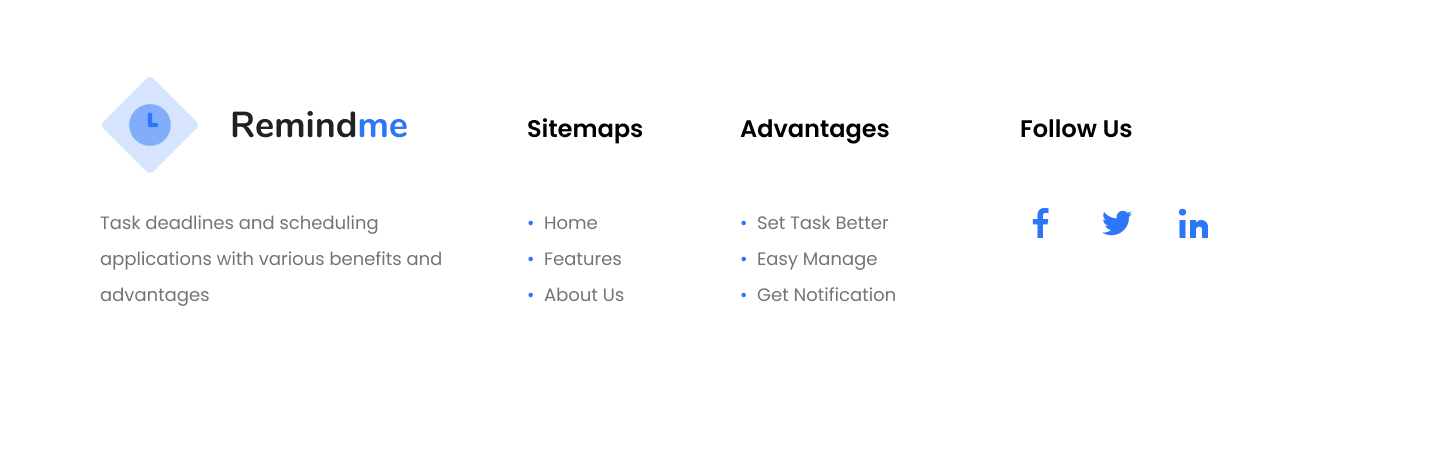 Remindme
Task deadlines and scheduling
applications with various benefits and
advantages
Sitemaps
• Home
• Features
• About Us
Advantages
• Set Task Better
• Easy Manage
• Get Notification
Follow Us